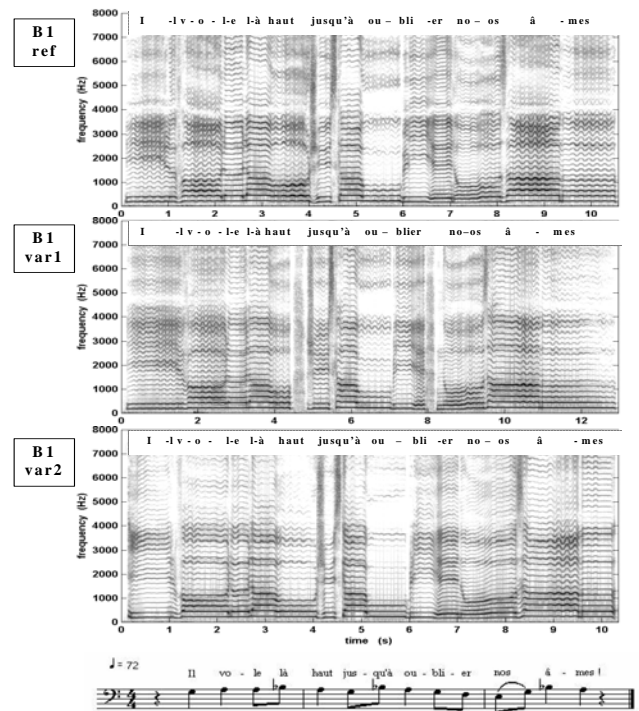 B1
ref
I -l v - o - l-e l-à haut jusqu'à ou – bli -er no – os â - mes
frequency (Hz)
8000
7000
6000
5000
4000
3000
2000
1000
0
0 1 2 3 4 5 6 7 8 9 10
B1
var1
I -l v - o - l-e l-à haut jusqu'à ou – blier no–os â - mes
frequency (Hz)
8000
7000
6000
5000
4000
3000
2000
1000
0
2 4 6 8 10 12
B1
var2
I -l v - o - l-e l-à haut jusqu'à ou – bli -er no – os â - mes
frequency (Hz)
8000
7000
6000
5000
4000
3000
2000
1000
0
0 1 2 3 4 5 6 7 8 9 10
time (s)
♩ = 72
Il vo - le là haut jus - qu'à ou - bli - er nos â - mes !